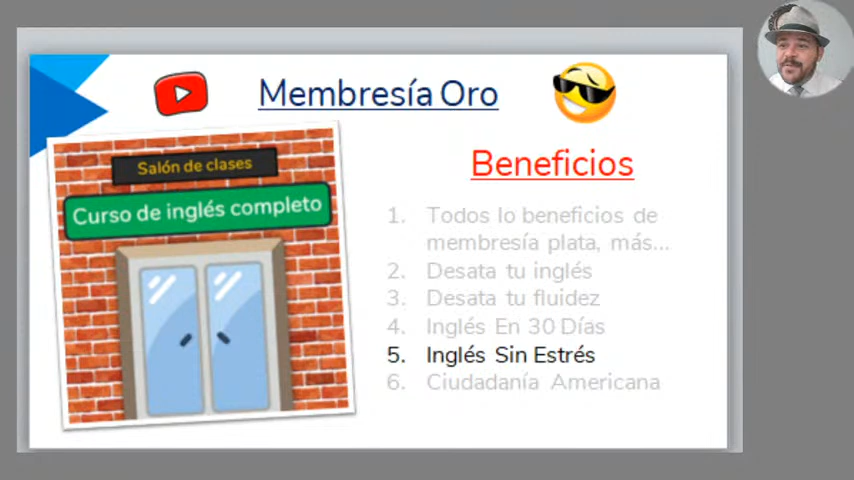 Membresía Oro
Salón de clases
Curso de inglés completo
Beneficios
1. Todos lo beneficios de
membresía plata, más...
2. Desata tu inglés
3. Desata tu fluidez
4. Inglés En 30 Días
5. Inglés Sin Estrés
6. Ciudadanía Americana